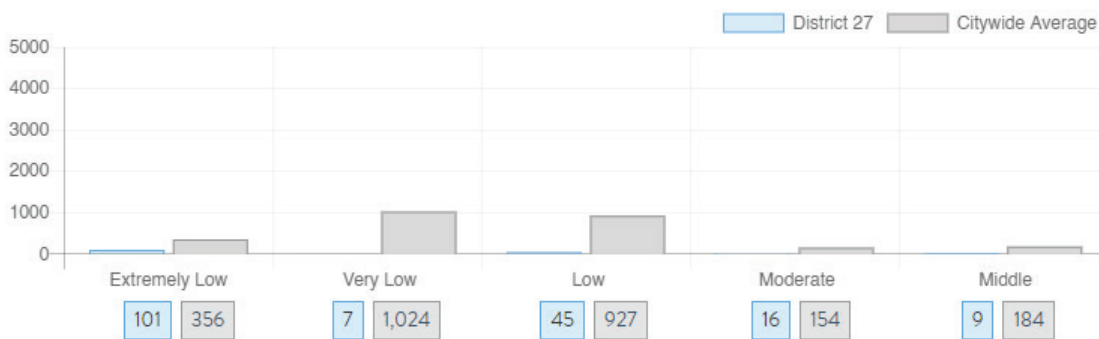 District 27 Citywide Average
5000
4000
3000
2000
1000
0
Extremely Low Very Low Low Moderate Middle
101 356 7 1,024 45 927 16 154 9 184